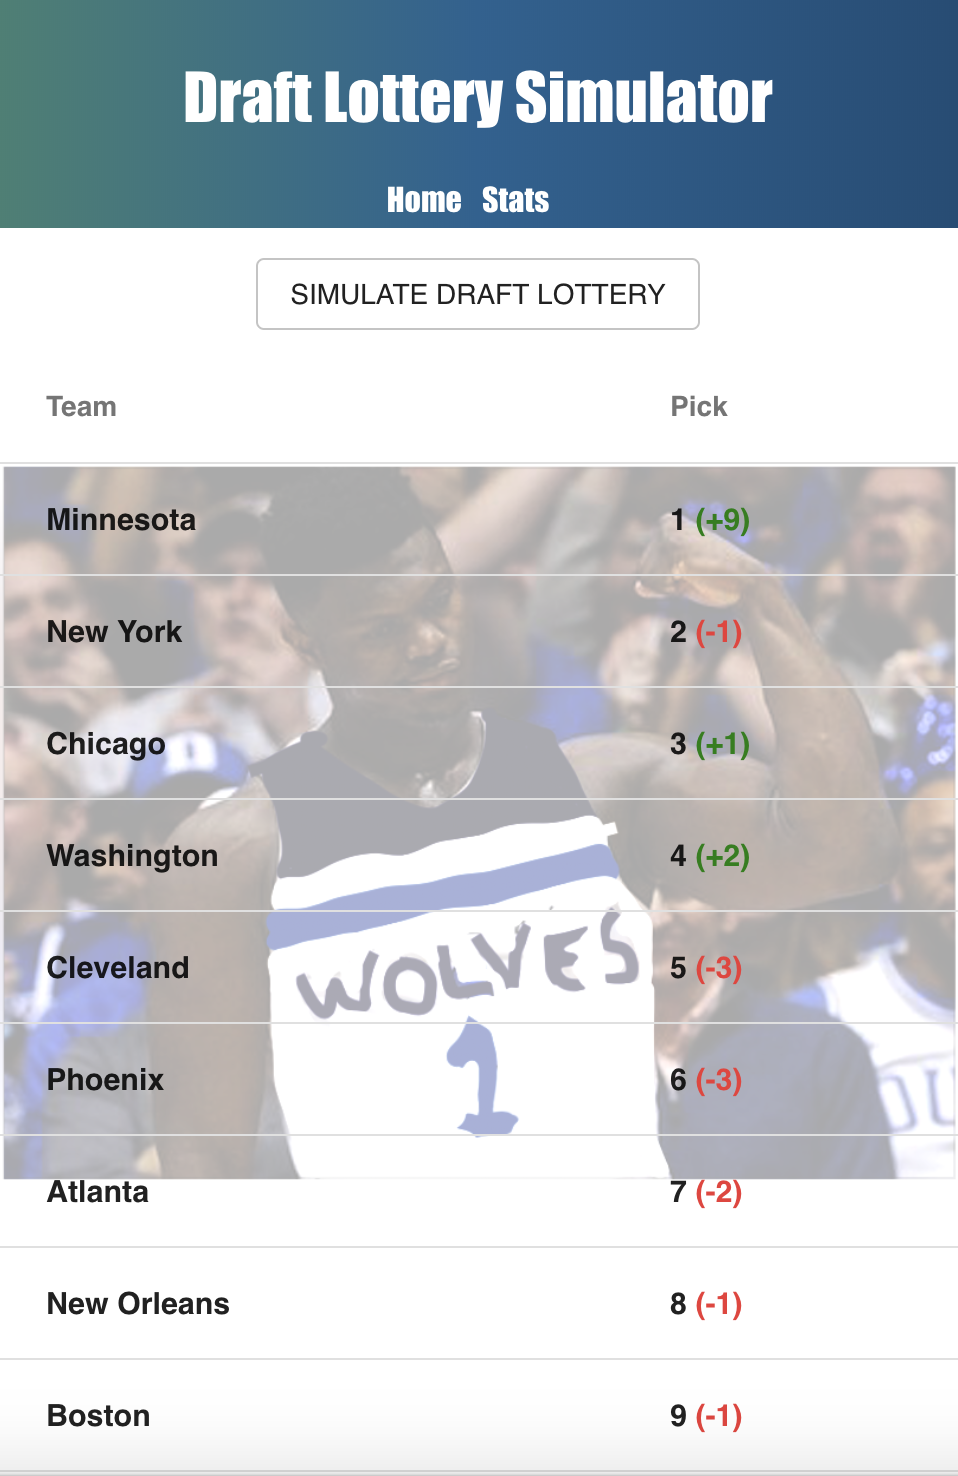 Draft Lottery Simulator
Home Stats
SIMULATE DRAFT LOTTERY
Team Pick
Minnesota 1 (+9)
New York 2 (-1)
Chicago 3 (+1)
Washington 4 (+2)
Cleveland 5 (-3)
WOLVES
Phoenix 6 (-3)
1
Atlanta 7 (-2)
New Orleans 8 (-1)
Boston 9 (-1)